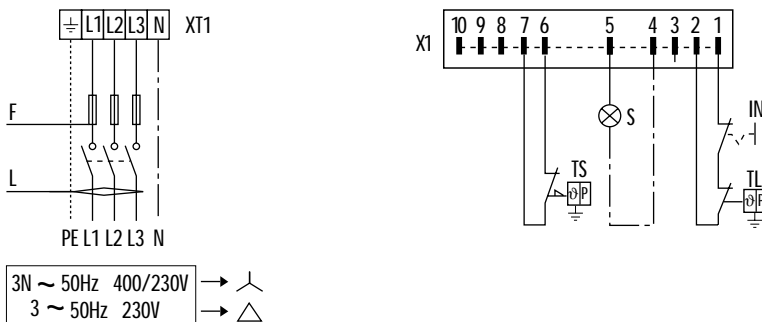 L1 L2 L3 N XT1
F
L
PE L1 L2 L3 N
3N ~ 50Hz 400/230V
3 ~ 50Hz 230V
X1 10 9 8 7 6 5 4 3 2 1
S
IN
TS
ϑ P
TL
ϑ P